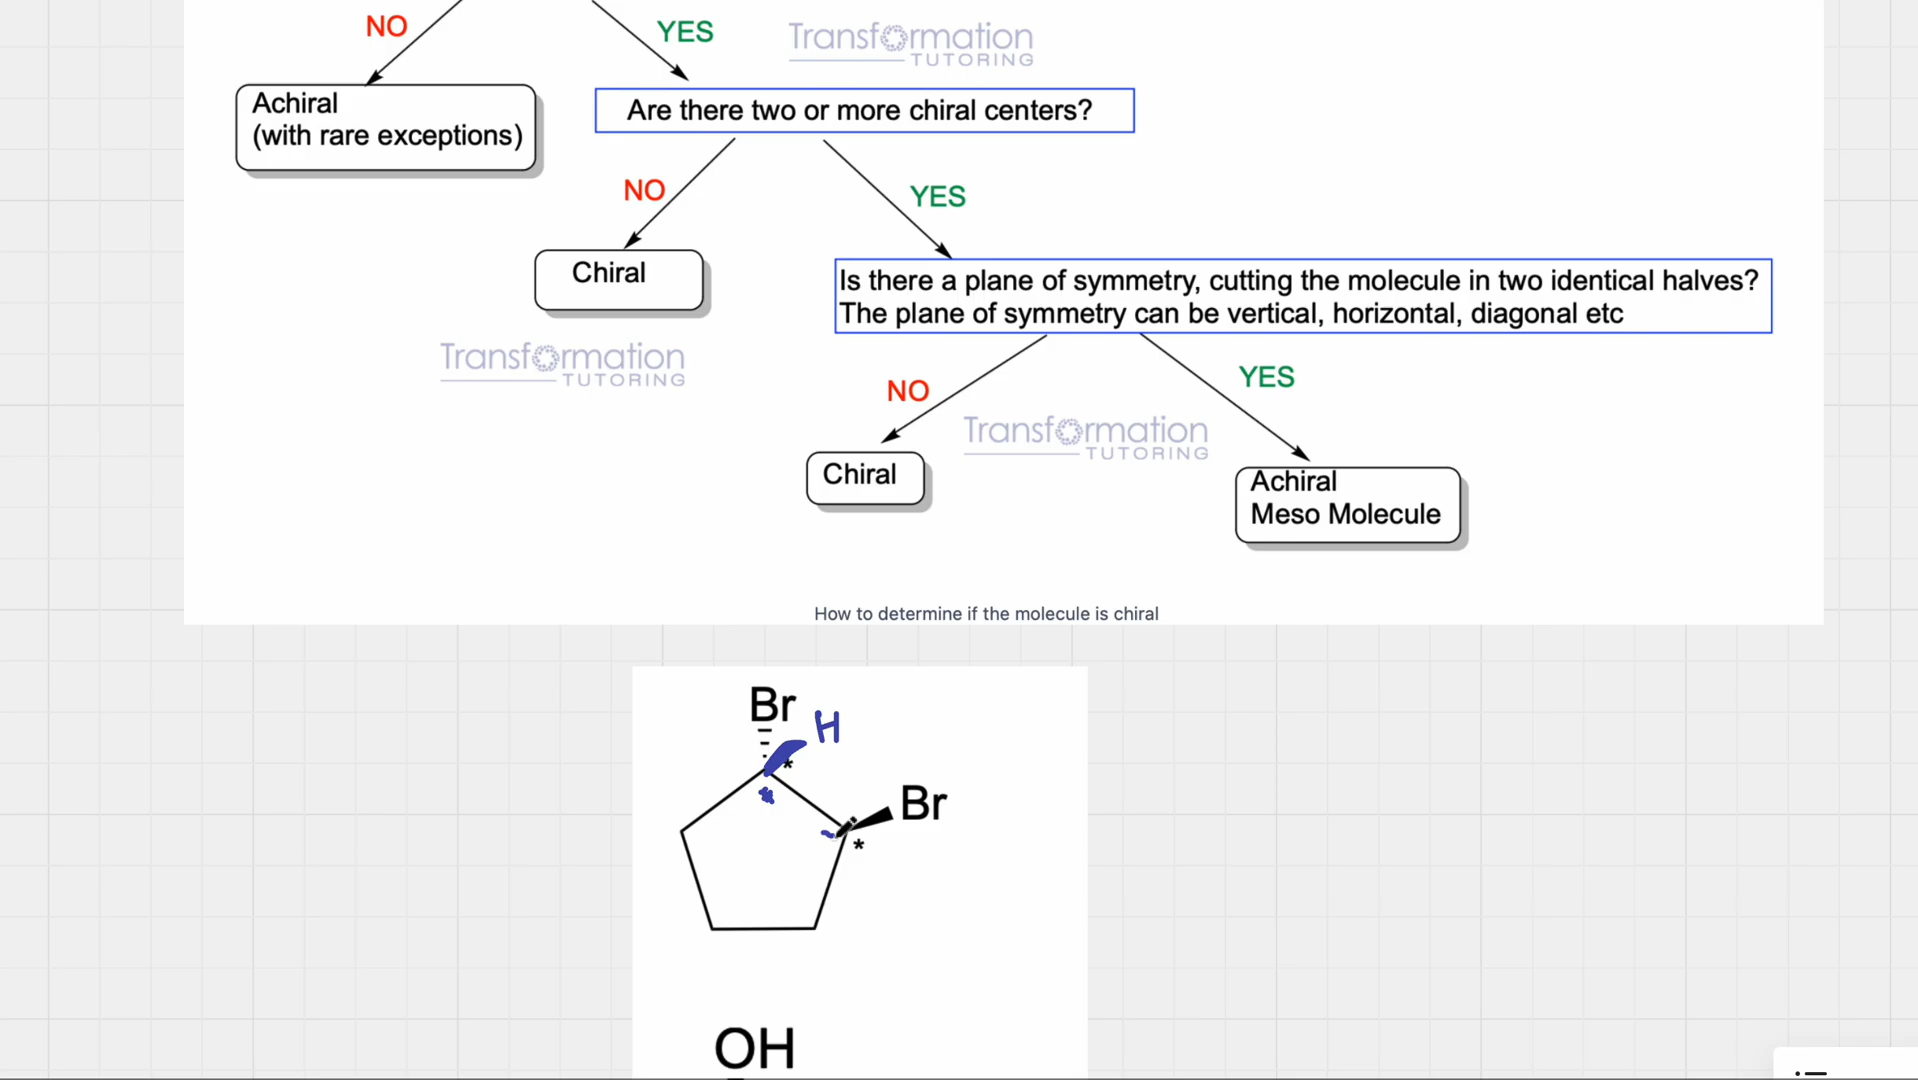 NO
YES
Transformation
TUTORING
Achiral
(with rare exceptions)
Are there two or more chiral centers?
NO
YES
Chiral
Is there a plane of symmetry, cutting the molecule in two identical halves?
The plane of symmetry can be vertical, horizontal, diagonal etc
Transformation
TUTORING
NO
YES
Transformation
TUTORING
Chiral
Achiral
Meso Molecule
How to determine if the molecule is chiral
Br
H
*
*
Br
*
OH